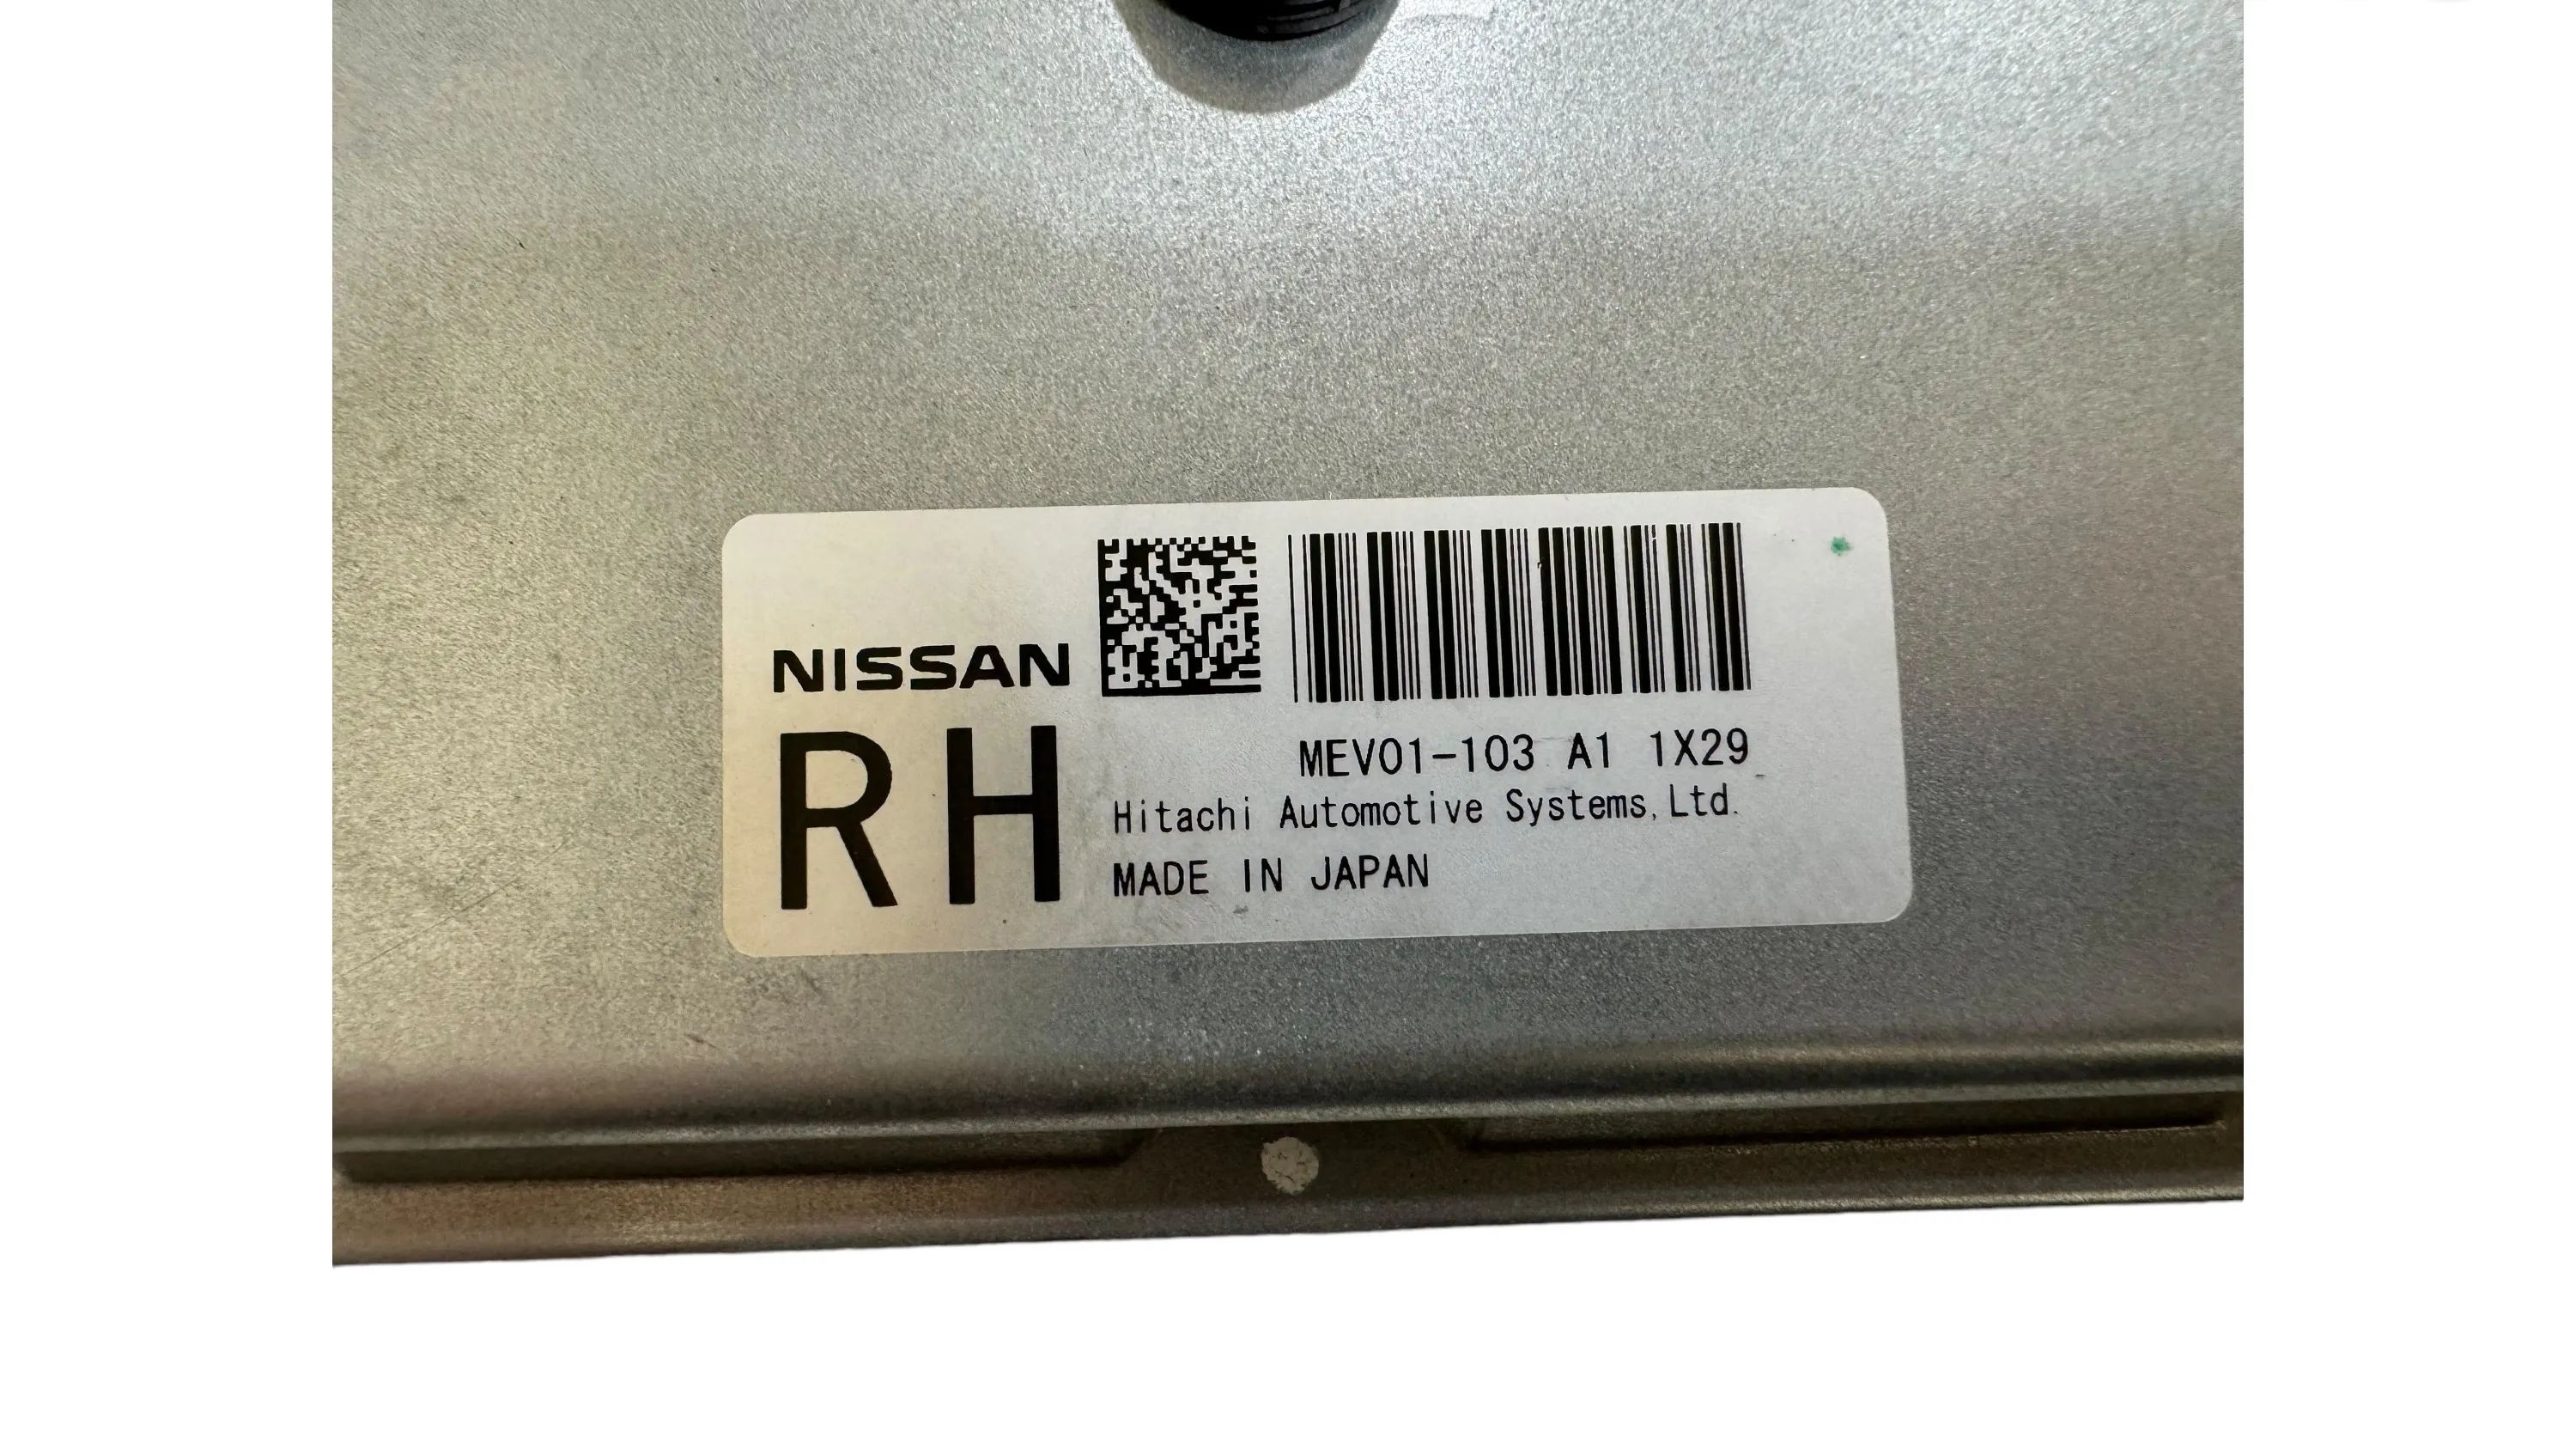 NISSAN
RH
MEV01-103 A1 1X29
Hitachi Automotive Systems,Ltd.
MADE IN JAPAN